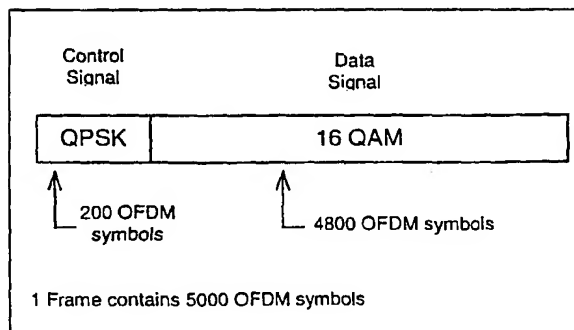 Control
Signal
Data
Signal
QPSK
16 QAM
200 OFDM
symbols
4800 OFDM symbols
1 Frame contains 5000 OFDM symbols